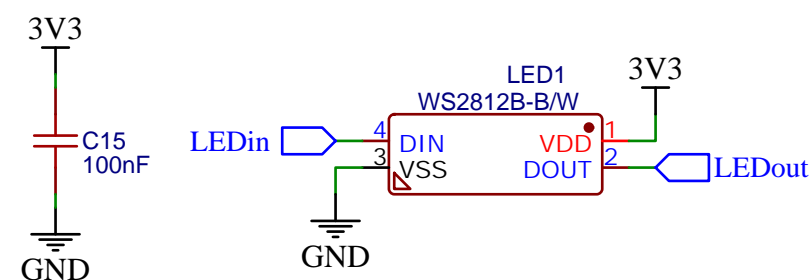 3V3
C15
100nF
GND
LED1
WS2812B-B/W
3V3
LEDin
4
DIN
VDD
1
3
VSS
DOUT
2
LEDout
GND